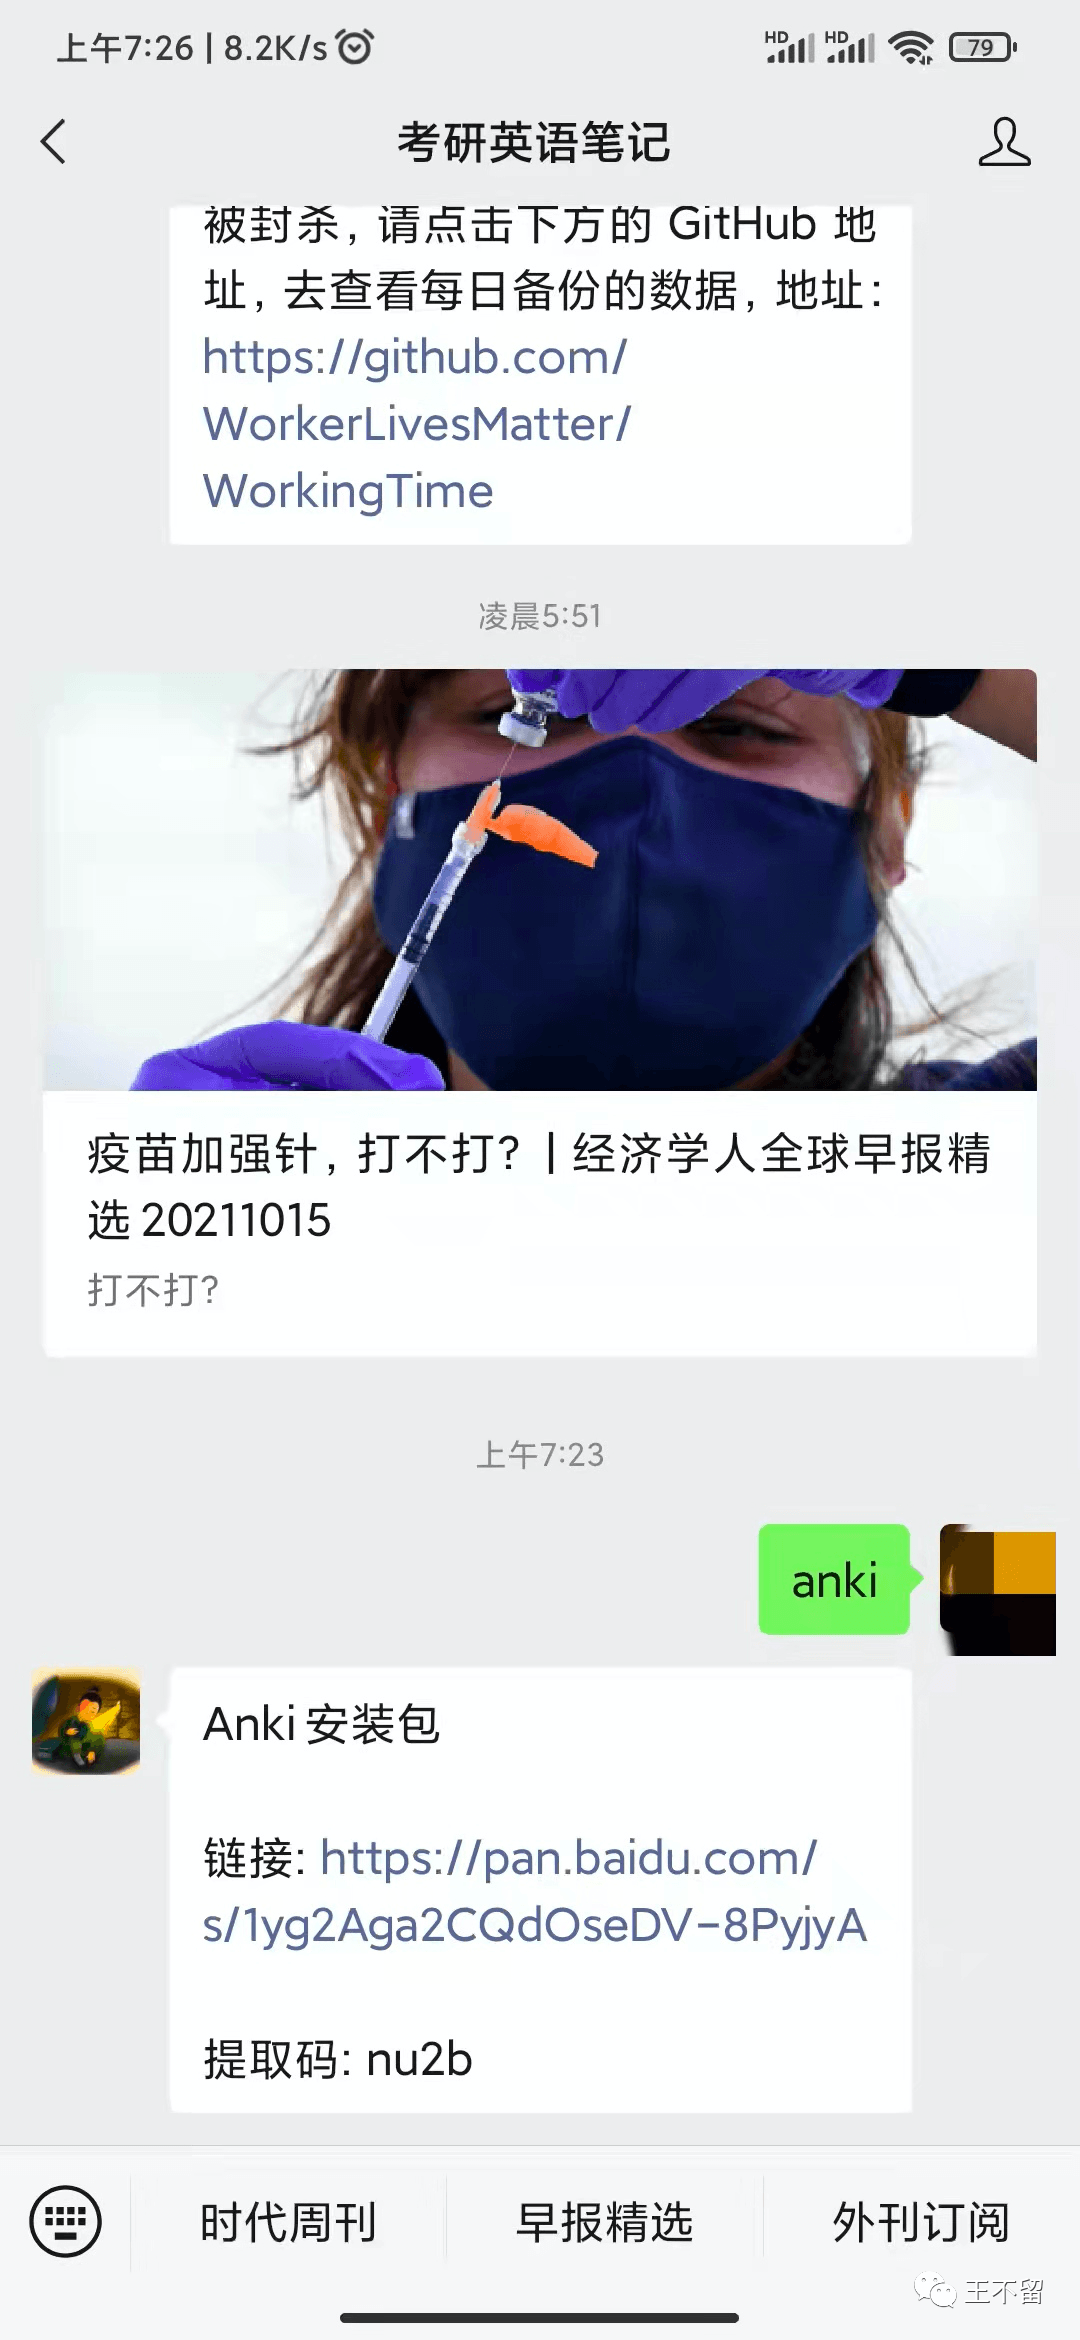 上午7:26 | 8.2K/s
HD HD 79
考研英语笔记
被封杀，请点击下方的 GitHub 地
址，去查看每日备份的数据，地址：
https://github.com/
WorkerLivesMatter/
WorkingTime
凌晨5:51
疫苗加强针，打不打？ | 经济学人全球早报精
选 20211015
打不打？
上午7:23
anki
Anki 安装包
链接: https://pan.baidu.com/
s/1yg2Aga2CQdOseDV-8PyjyA
提取码: nu2b
时代周刊 早报精选 外刊订阅
王不留